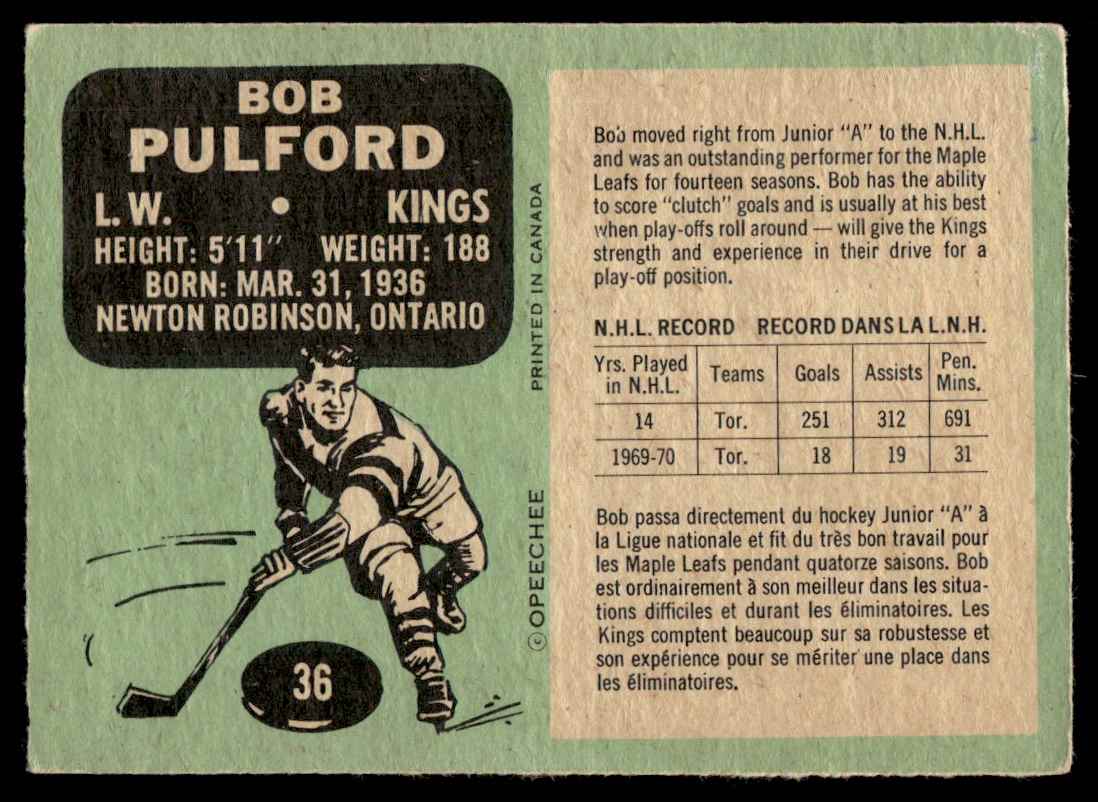 BOB
PULFORD
L.W. • KINGS
HEIGHT: 5'11" WEIGHT: 188
BORN: MAR. 31, 1936
NEWTON ROBINSON, ONTARIO
36
©OPEECHEE PRINTED IN CANADA
Bob moved right from Junior "A" to the N.H.L.
and was an outstanding performer for the Maple
Leafs for fourteen seasons. Bob has the ability
to score "clutch" goals and is usually at his best
when play-offs roll around — will give the Kings
strength and experience in their drive for a
play-off position.
N.H.L. RECORD RECORD DANS LA L.N.H.
Yrs. Played in N.H.L. Teams Goals Assists Pen. Mins.
14 Tor. 251 312 691
1969-70 Tor. 18 19 31
Bob passa directement du hockey Junior "A" à
la Ligue nationale et fit du très bon travail pour
les Maple Leafs pendant quatorze saisons. Bob
est ordinairement à son meilleur dans les situa-
tions difficiles et durant les éliminatoires. Les
Kings comptent beaucoup sur sa robustesse et
son expérience pour se mériter une place dans
les éliminatoires.